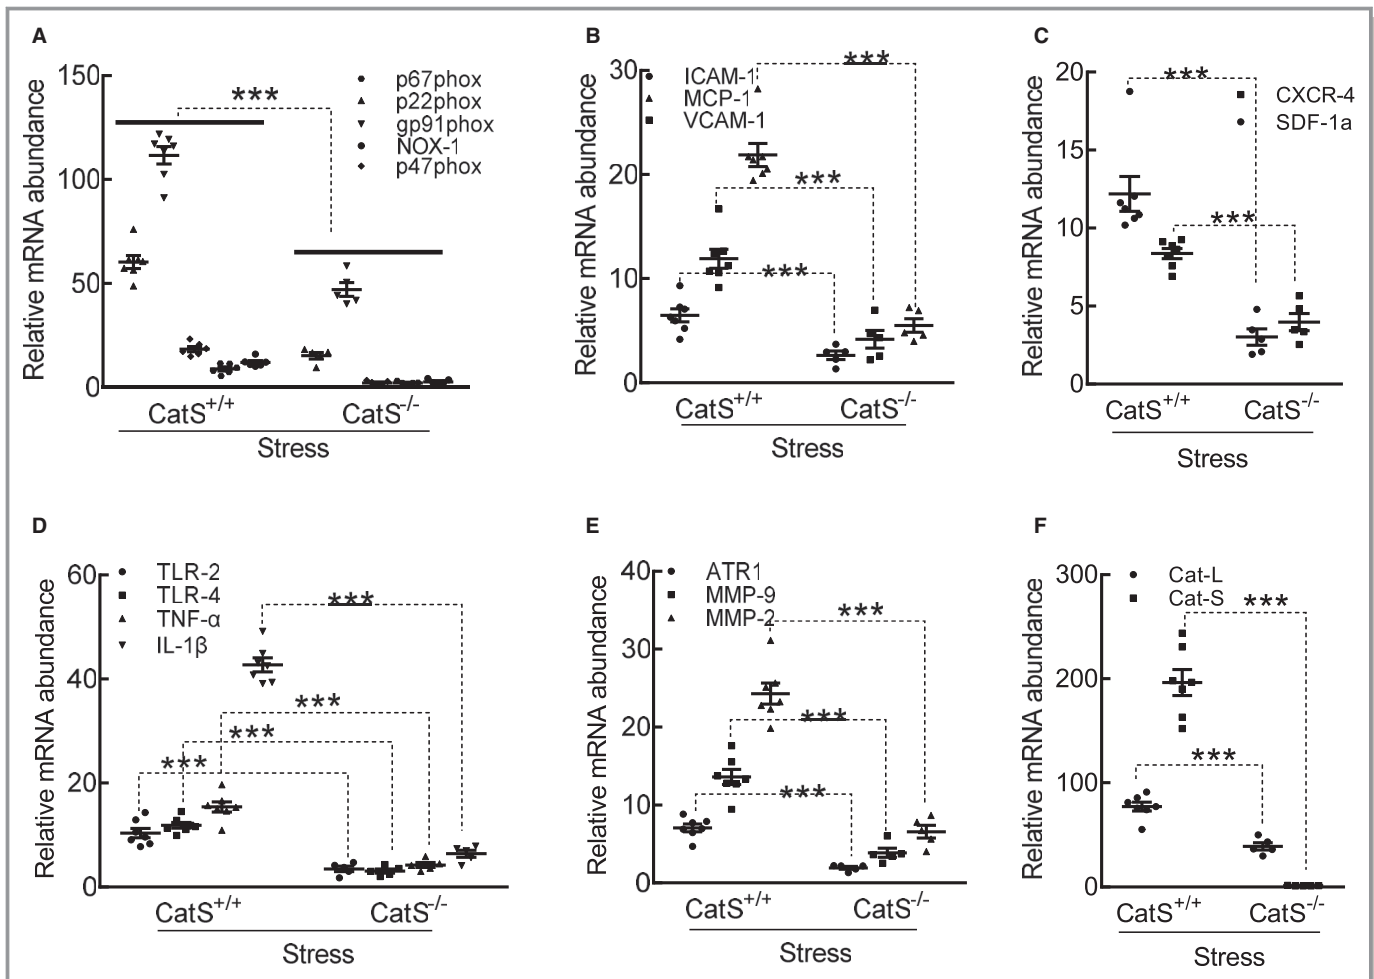 A
Relative mRNA abundance
150
100
50
0
***
p67phox
p22phox
gp91phox
NOX-1
p47phox
CatS+/+ CatS-/-
Stress
B
Relative mRNA abundance
30
20
10
0
ICAM-1
MCP-1
VCAM-1
***
***
***
CatS+/+ CatS-/-
Stress
C
Relative mRNA abundance
20
15
10
5
0
***
***
CXCR-4
SDF-1a
CatS+/+ CatS-/-
Stress
D
Relative mRNA abundance
60
40
20
0
TLR-2
TLR-4
TNF-α
IL-1β
***
***
***
***
CatS+/+ CatS-/-
Stress
E
Relative mRNA abundance
40
30
20
10
0
ATR1
MMP-9
MMP-2
***
***
***
CatS+/+ CatS-/-
Stress
F
Relative mRNA abundance
300
200
100
0
Cat-L
Cat-S
***
***
CatS+/+ CatS-/-
Stress